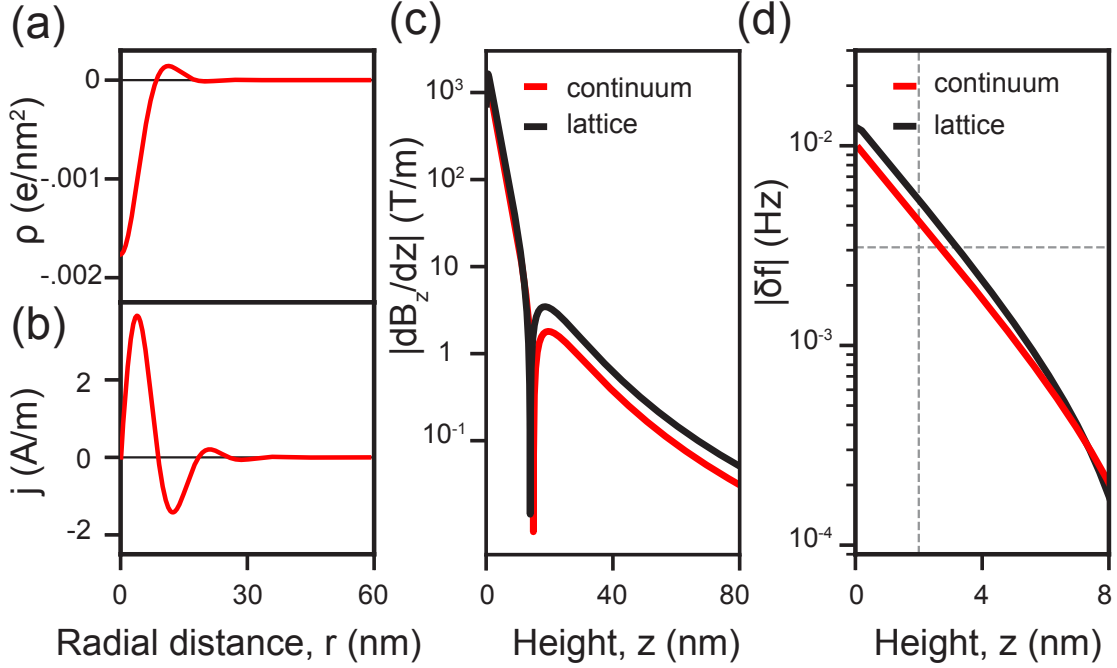 (a)
ρ (e/nm²)
0
-.001
-.002
(b)
j (A/m)
2
0
-2
0
30
60
Radial distance, r (nm)
(c)
continuum
lattice
|dB_z/dz| (T/m)
10³
10²
10
1
10⁻¹
0
40
80
Height, z (nm)
(d)
continuum
lattice
|δf| (Hz)
10⁻²
10⁻³
10⁻⁴
0
4
8
Height, z (nm)